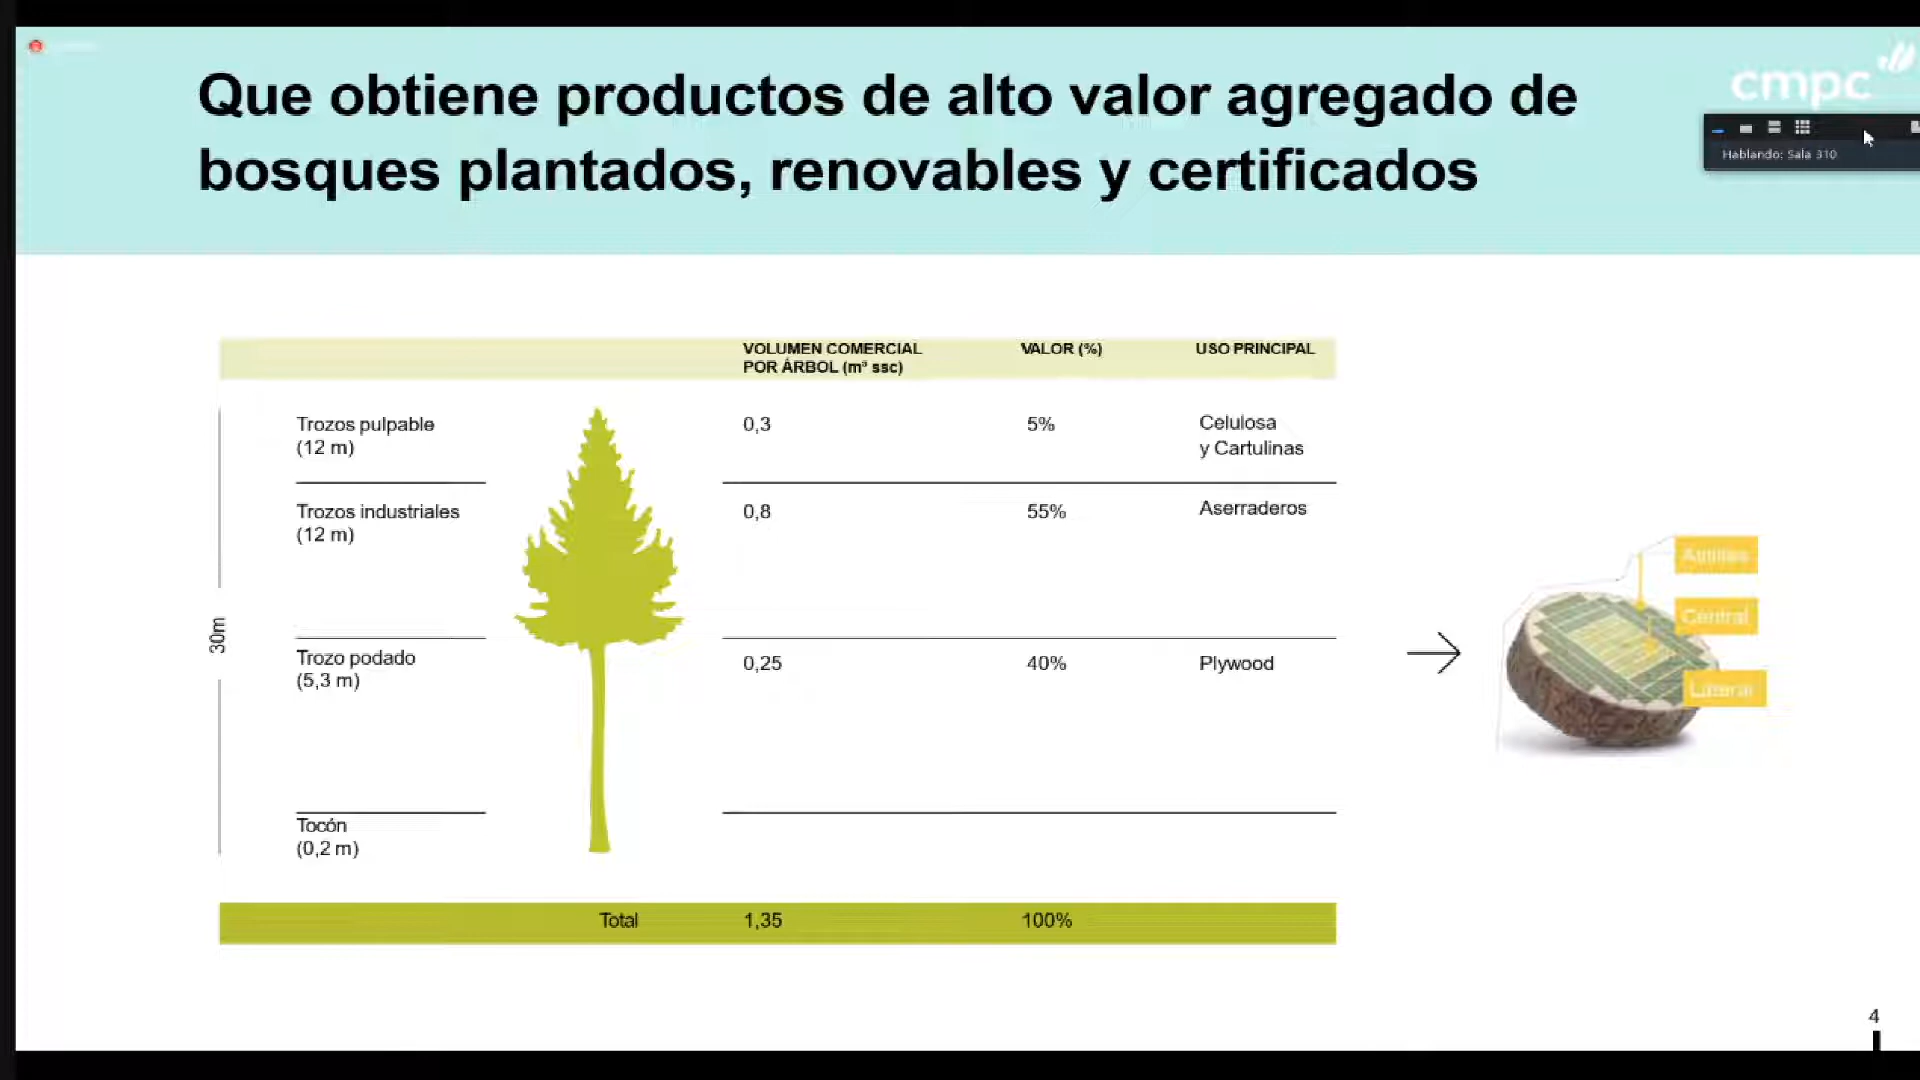 Que obtiene productos de alto valor agregado de
bosques plantados, renovables y certificados
cmpc
Hablando: Sala 310
VOLUMEN COMERCIAL
POR ÁRBOL (m³ ssc)
VALOR (%)
USO PRINCIPAL
Trozos pulpable
(12 m)
0,3
5%
Celulosa
y Cartulinas
Trozos industriales
(12 m)
0,8
55%
Aserraderos
30m
Trozo podado
(5,3 m)
0,25
40%
Plywood
Tocón
(0,2 m)
Central
Lateral
Total
1,35
100%
4